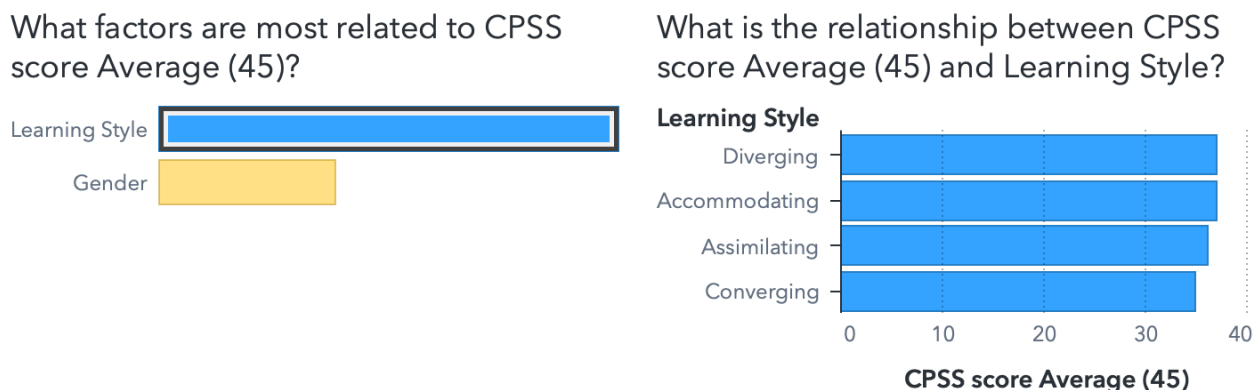 What factors are most related to CPSS
score Average (45)?
Learning Style
Gender
What is the relationship between CPSS
score Average (45) and Learning Style?
Learning Style
Diverging
Accommodating
Assimilating
Converging
0 10 20 30 40
CPSS score Average (45)